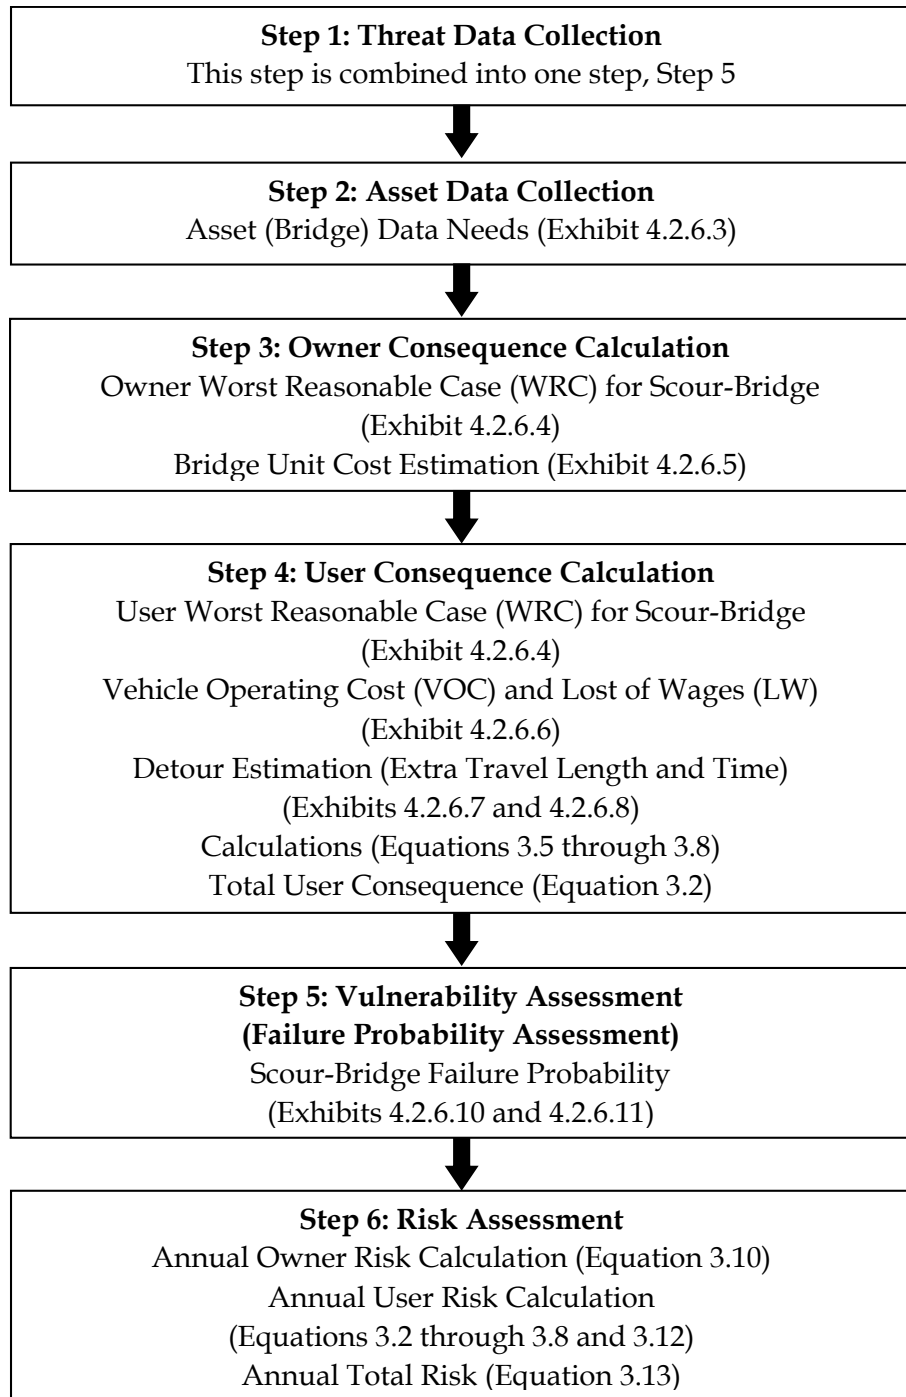 Step 1: Threat Data Collection
This step is combined into one step, Step 5
Step 2: Asset Data Collection
Asset (Bridge) Data Needs (Exhibit 4.2.6.3)
Step 3: Owner Consequence Calculation
Owner Worst Reasonable Case (WRC) for Scour-Bridge
(Exhibit 4.2.6.4)
Bridge Unit Cost Estimation (Exhibit 4.2.6.5)
Step 4: User Consequence Calculation
User Worst Reasonable Case (WRC) for Scour-Bridge
(Exhibit 4.2.6.4)
Vehicle Operating Cost (VOC) and Lost of Wages (LW)
(Exhibit 4.2.6.6)
Detour Estimation (Extra Travel Length and Time)
(Exhibits 4.2.6.7 and 4.2.6.8)
Calculations (Equations 3.5 through 3.8)
Total User Consequence (Equation 3.2)
Step 5: Vulnerability Assessment
(Failure Probability Assessment)
Scour-Bridge Failure Probability
(Exhibits 4.2.6.10 and 4.2.6.11)
Step 6: Risk Assessment
Annual Owner Risk Calculation (Equation 3.10)
Annual User Risk Calculation
(Equations 3.2 through 3.8 and 3.12)
Annual Total Risk (Equation 3.13)